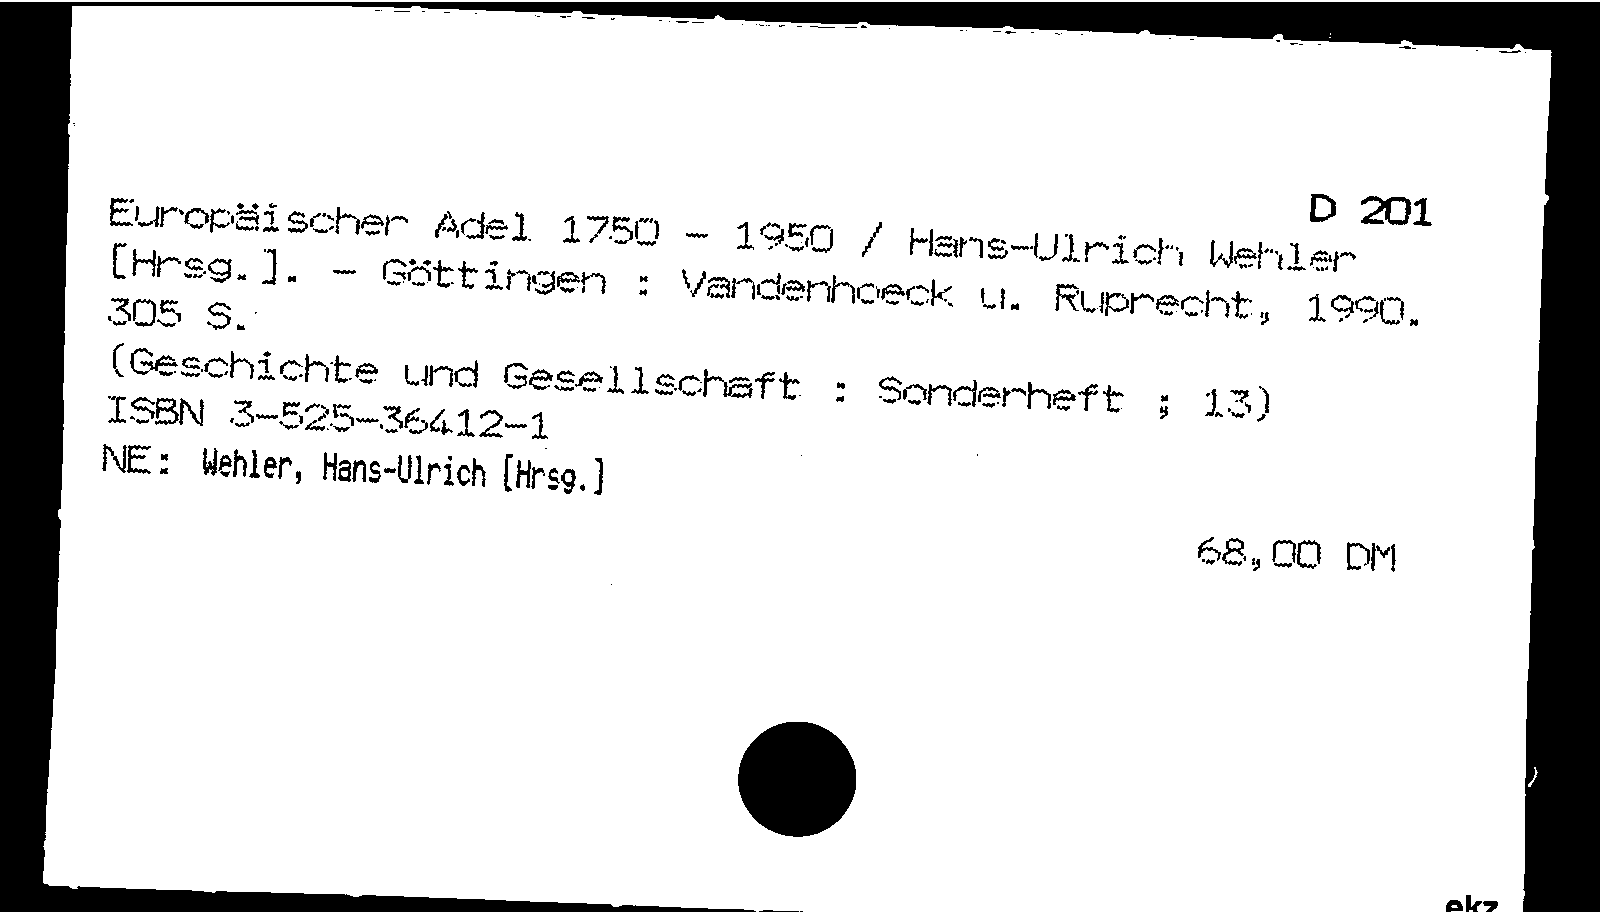 D 201
Europäischer Adel 1750 - 1950 / Hans-Ulrich Wehler
[Hrsg.]. - Göttingen : Vandenhoeck u. Ruprecht, 1990.
305 S.
(Geschichte und Gesellschaft : Sonderheft ; 13)
ISBN 3-525-36412-1
NE: Wehler, Hans-Ulrich [Hrsg.]
68,00 DM
ekz